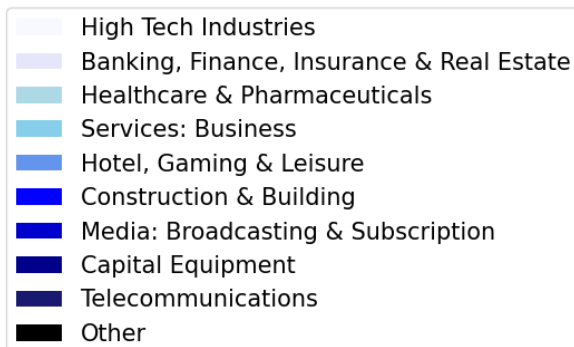 High Tech Industries
Banking, Finance, Insurance & Real Estate
Healthcare & Pharmaceuticals
Services: Business
Hotel, Gaming & Leisure
Construction & Building
Media: Broadcasting & Subscription
Capital Equipment
Telecommunications
Other